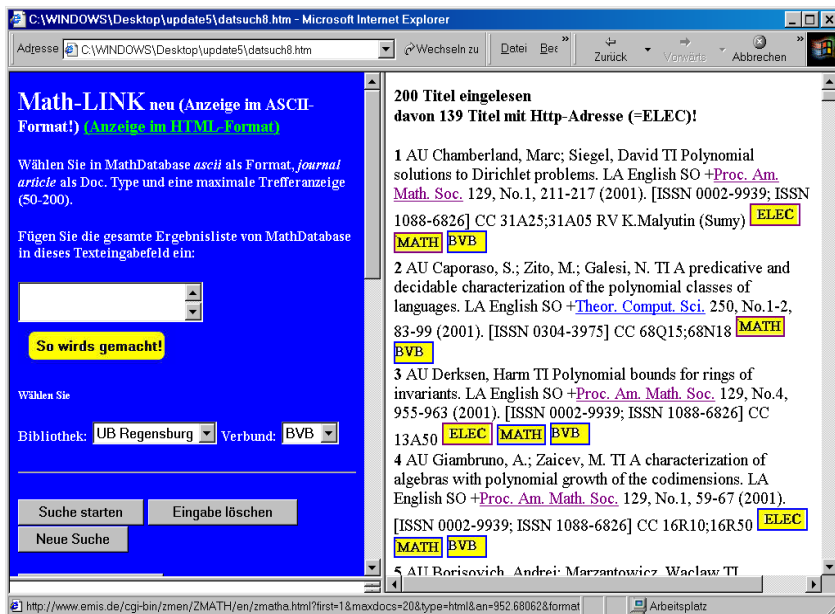 C:\WINDOWS\Desktop\update5\datsuch8.htm - Microsoft Internet Explorer
Adresse C:\WINDOWS\Desktop\update5\datsuch8.htm Wechseln zu Datei Be » Zurück Vorwärts Abbrechen »
Math-LINK neu (Anzeige im ASCII-
Format!) (Anzeige im HTML-Format)
Wählen Sie in MathDatabase ascii als Format, journal
article als Doc. Type und eine maximale Trefferanzeige
(50-200).
Fügen Sie die gesamte Ergebnisliste von MathDatabase
in dieses Texteingabefeld ein:
So wirds gemacht!
Wählen Sie
Bibliothek: UB Regensburg Verbund: BVB
Suche starten Eingabe löschen
Neue Suche
200 Titel eingelesen
davon 139 Titel mit Http-Adresse (=ELEC)!
1 AU Chamberland, Marc; Siegel, David TI Polynomial
solutions to Dirichlet problems. LA English SO +Proc. Am.
Math. Soc. 129, No.1, 211-217 (2001). [ISSN 0002-9939; ISSN
1088-6826] CC 31A25;31A05 RV K.Malyutin (Sumy) ELEC
MATH BVB
2 AU Caporaso, S.; Zito, M.; Galesi, N. TI A predicative and
decidable characterization of the polynomial classes of
languages. LA English SO +Theor. Comput. Sci. 250, No.1-2,
83-99 (2001). [ISSN 0304-3975] CC 68Q15;68N18 MATH
BVB
3 AU Derksen, Harm TI Polynomial bounds for rings of
invariants. LA English SO +Proc. Am. Math. Soc. 129, No.4,
955-963 (2001). [ISSN 0002-9939; ISSN 1088-6826] CC
13A50 ELEC MATH BVB
4 AU Giambruno, A.; Zaicev, M. TI A characterization of
algebras with polynomial growth of the codimensions. LA
English SO +Proc. Am. Math. Soc. 129, No.1, 59-67 (2001).
[ISSN 0002-9939; ISSN 1088-6826] CC 16R10;16R50 ELEC
MATH BVB
5 AU Borisovich, Andrei; Marzantowicz, Waclaw TI
http://www.emis.de/cgi-bin/zmen/ZMATH/en/zmatha.html?first=1&maxdocs=20&type=html&an=952.68062&format Arbeitsplatz